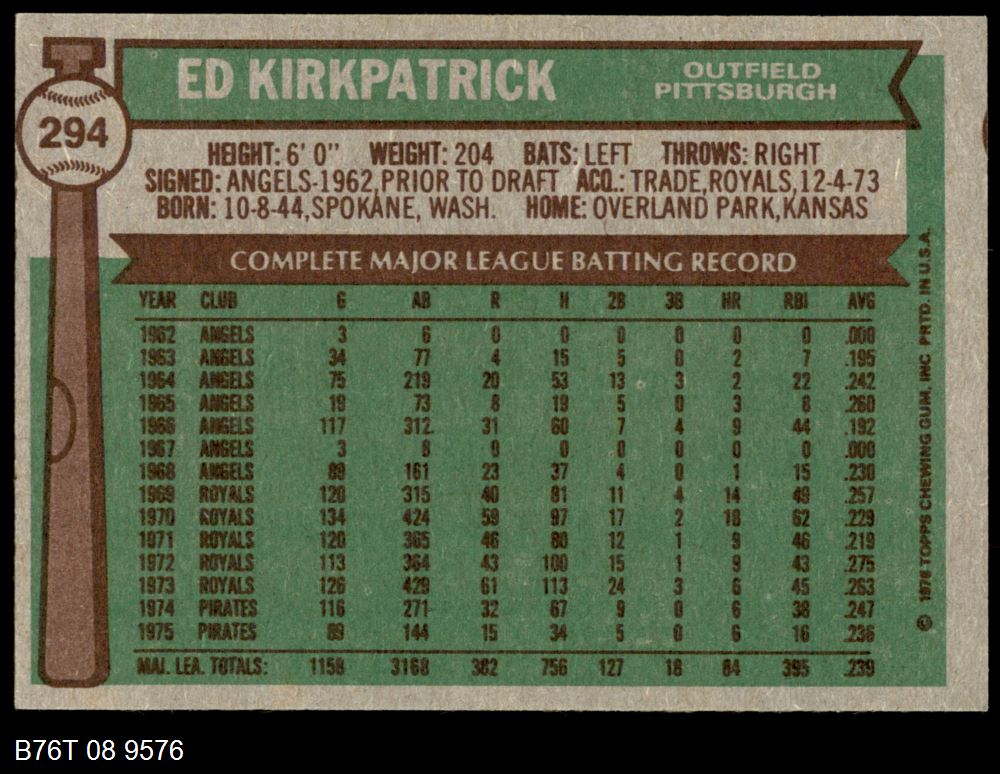 ED KIRKPATRICK
OUTFIELD
PITTSBURGH
294
HEIGHT: 6' 0" WEIGHT: 204 BATS: LEFT THROWS: RIGHT
SIGNED: ANGELS-1962, PRIOR TO DRAFT ACQ.: TRADE, ROYALS, 12-4-73
BORN: 10-8-44, SPOKANE, WASH. HOME: OVERLAND PARK, KANSAS
COMPLETE MAJOR LEAGUE BATTING RECORD
YEAR CLUB G AB R H 2B 3B HR RBI AVG
1962 ANGELS 3 6 0 0 0 0 0 0 .000
1963 ANGELS 34 77 4 15 5 0 2 7 .195
1964 ANGELS 75 219 20 53 13 3 2 22 .242
1965 ANGELS 19 73 8 19 5 0 3 8 .260
1966 ANGELS 117 312 31 60 7 4 9 44 .192
1967 ANGELS 3 8 0 0 0 0 0 0 .000
1968 ANGELS 89 161 23 37 4 0 1 15 .230
1969 ROYALS 120 315 40 81 11 4 14 49 .257
1970 ROYALS 134 424 59 97 17 2 18 62 .229
1971 ROYALS 120 365 46 80 12 1 9 46 .219
1972 ROYALS 113 364 43 100 15 1 9 43 .275
1973 ROYALS 126 429 61 113 24 3 6 45 .263
1974 PIRATES 116 271 32 67 9 0 6 38 .247
1975 PIRATES 89 144 15 34 5 0 6 16 .236
MAJ. LEA. TOTALS: 1158 3168 382 756 127 18 84 395 .239
© 1976 TOPPS CHEWING GUM, INC PRTD. IN U.S.A.
B76T 08 9576